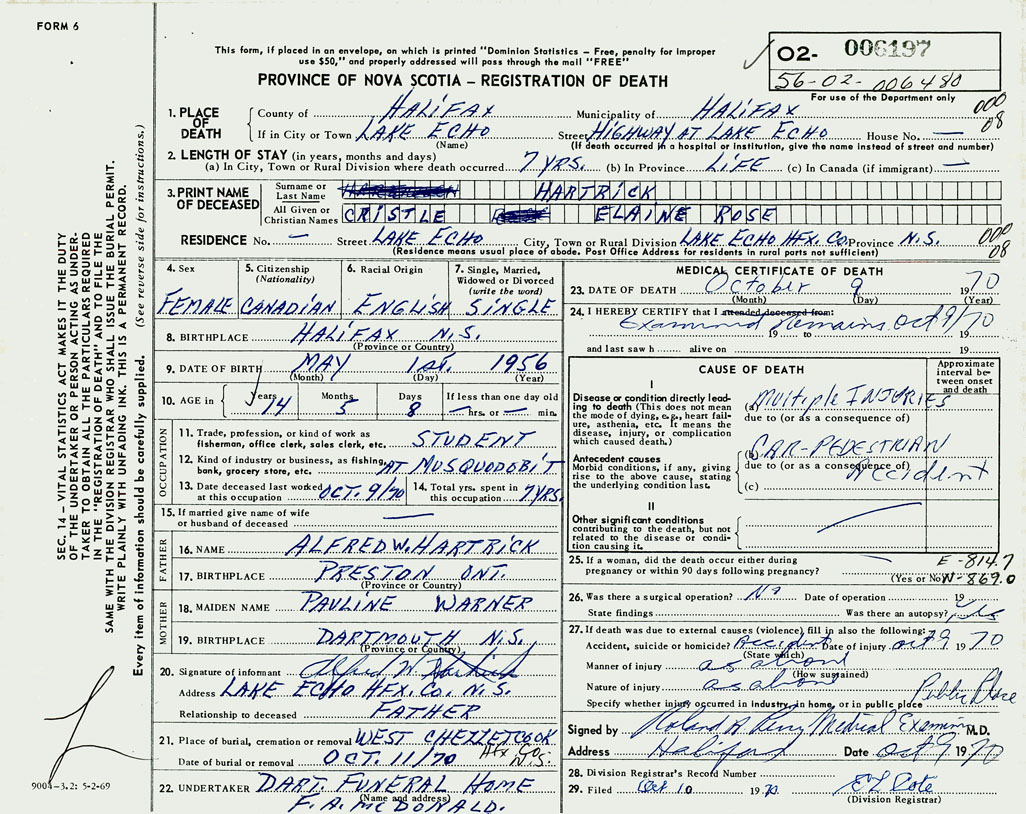 FORM 6
This form, if placed in an envelope, on which is printed "Dominion Statistics – Free, penalty for improper
use $50," and properly addressed will pass through the mail "FREE"
PROVINCE OF NOVA SCOTIA – REGISTRATION OF DEATH
02- 006197
56-02-006480
For use of the Department only
1. PLACE OF DEATH County of HALIFAX Municipality of HALIFAX 000
If in City or Town LAKE ECHO Street HIGHWAY AT LAKE ECHO House No. — 08
(Name) (If death occurred in a hospital or institution, give the name instead of street and number)
2. LENGTH OF STAY (in years, months and days)
(a) In City, Town or Rural Division where death occurred 7 YRS. (b) In Province LIFE (c) In Canada (if immigrant) —
3. PRINT NAME OF DECEASED Surname or Last Name HARTRICK
All Given or Christian Names CRISTLE ELAINE ROSE
RESIDENCE No. — Street LAKE ECHO City, Town or Rural Division LAKE ECHO HFX. CO. Province N.S. 000 08
(Residence means usual place of abode. Post Office Address for residents in rural parts not sufficient)
4. Sex 5. Citizenship (Nationality) 6. Racial Origin 7. Single, Married, Widowed or Divorced (write the word)
FEMALE CANADIAN ENGLISH SINGLE
8. BIRTHPLACE HALIFAX N.S.
(Province or Country)
9. DATE OF BIRTH MAY 1st. 1956
(Month) (Day) (Year)
10. AGE in Years 14 Months 5 Days 8 If less than one day old — hrs. or — min.
OCCUPATION
11. Trade, profession, or kind of work as fisherman, office clerk, sales clerk, etc. STUDENT
12. Kind of industry or business, as fishing, bank, grocery store, etc. AT MUSQUODOBIT
13. Date deceased last worked at this occupation OCT. 9/70 14. Total yrs. spent in this occupation 7 YRS.
15. If married give name of wife or husband of deceased —
FATHER
16. NAME ALFRED W. HARTRICK
17. BIRTHPLACE PRESTON ONT.
(Province or Country)
MOTHER
18. MAIDEN NAME PAULINE WARNER
19. BIRTHPLACE DARTMOUTH N.S.
(Province or Country)
20. Signature of informant Alfred W Hartrick
Address LAKE ECHO HFX. CO. N.S.
Relationship to deceased FATHER
21. Place of burial, cremation or removal WEST CHEZZETCOOK
Date of burial or removal OCT. 11/70 Hfx Co. N.S.
22. UNDERTAKER DART. FUNERAL HOME
(Name and address)
F. A. McDONALD.
MEDICAL CERTIFICATE OF DEATH
23. DATE OF DEATH October 9 1970
(Month) (Day) (Year)
24. I HEREBY CERTIFY that I attended deceased from:
Examined remains Oct 9/70
19 to 19
and last saw h alive on 19
CAUSE OF DEATH
Approximate interval between onset and death
I
Disease or condition directly leading to death (This does not mean the mode of dying, e.g., heart failure, asthenia, etc. It means the disease, injury, or complication which caused death.)
(a) Multiple INJURIES
due to (or as a consequence of)
Antecedent causes
Morbid conditions, if any, giving rise to the above cause, stating the underlying condition last.
(b) CAR-PEDESTRIAN
due to (or as a consequence of)
Accident
(c)
II
Other significant conditions
contributing to the death, but not related to the disease or condition causing it.
25. If a woman, did the death occur either during pregnancy or within 90 days following pregnancy? —
(Yes or No)
E-814.7
N-869.0
26. Was there a surgical operation? No Date of operation 19
State findings Was there an autopsy? yes
27. If death was due to external causes (violence) fill in also the following:
Accident, suicide or homicide? Accident Date of injury Oct 9 1970
(State which)
Manner of injury as above
(How sustained)
Nature of injury as above
Specify whether injury occurred in industry, in home, or in public place Public Place
Signed by Roland A Perry Medical Examiner M.D.
Address Halifax Date Oct 9 1970
28. Division Registrar's Record Number
29. Filed Oct 10 1970
(Division Registrar)
SEC. 14 – VITAL STATISTICS ACT MAKES IT THE DUTY
OF THE UNDERTAKER OR PERSON ACTING AS UNDERTAKER
TO OBTAIN ALL THE PARTICULARS REQUIRED
IN THE "REGISTRATION OF DEATH" AND TO FILE THE
SAME WITH THE DIVISION REGISTRAR WHO SHALL ISSUE THE BURIAL PERMIT.
WRITE PLAINLY WITH UNFADING INK. THIS IS A PERMANENT RECORD.
Every item of information should be carefully supplied. (See reverse side for instructions.)
9004–3.2: 5-2-69